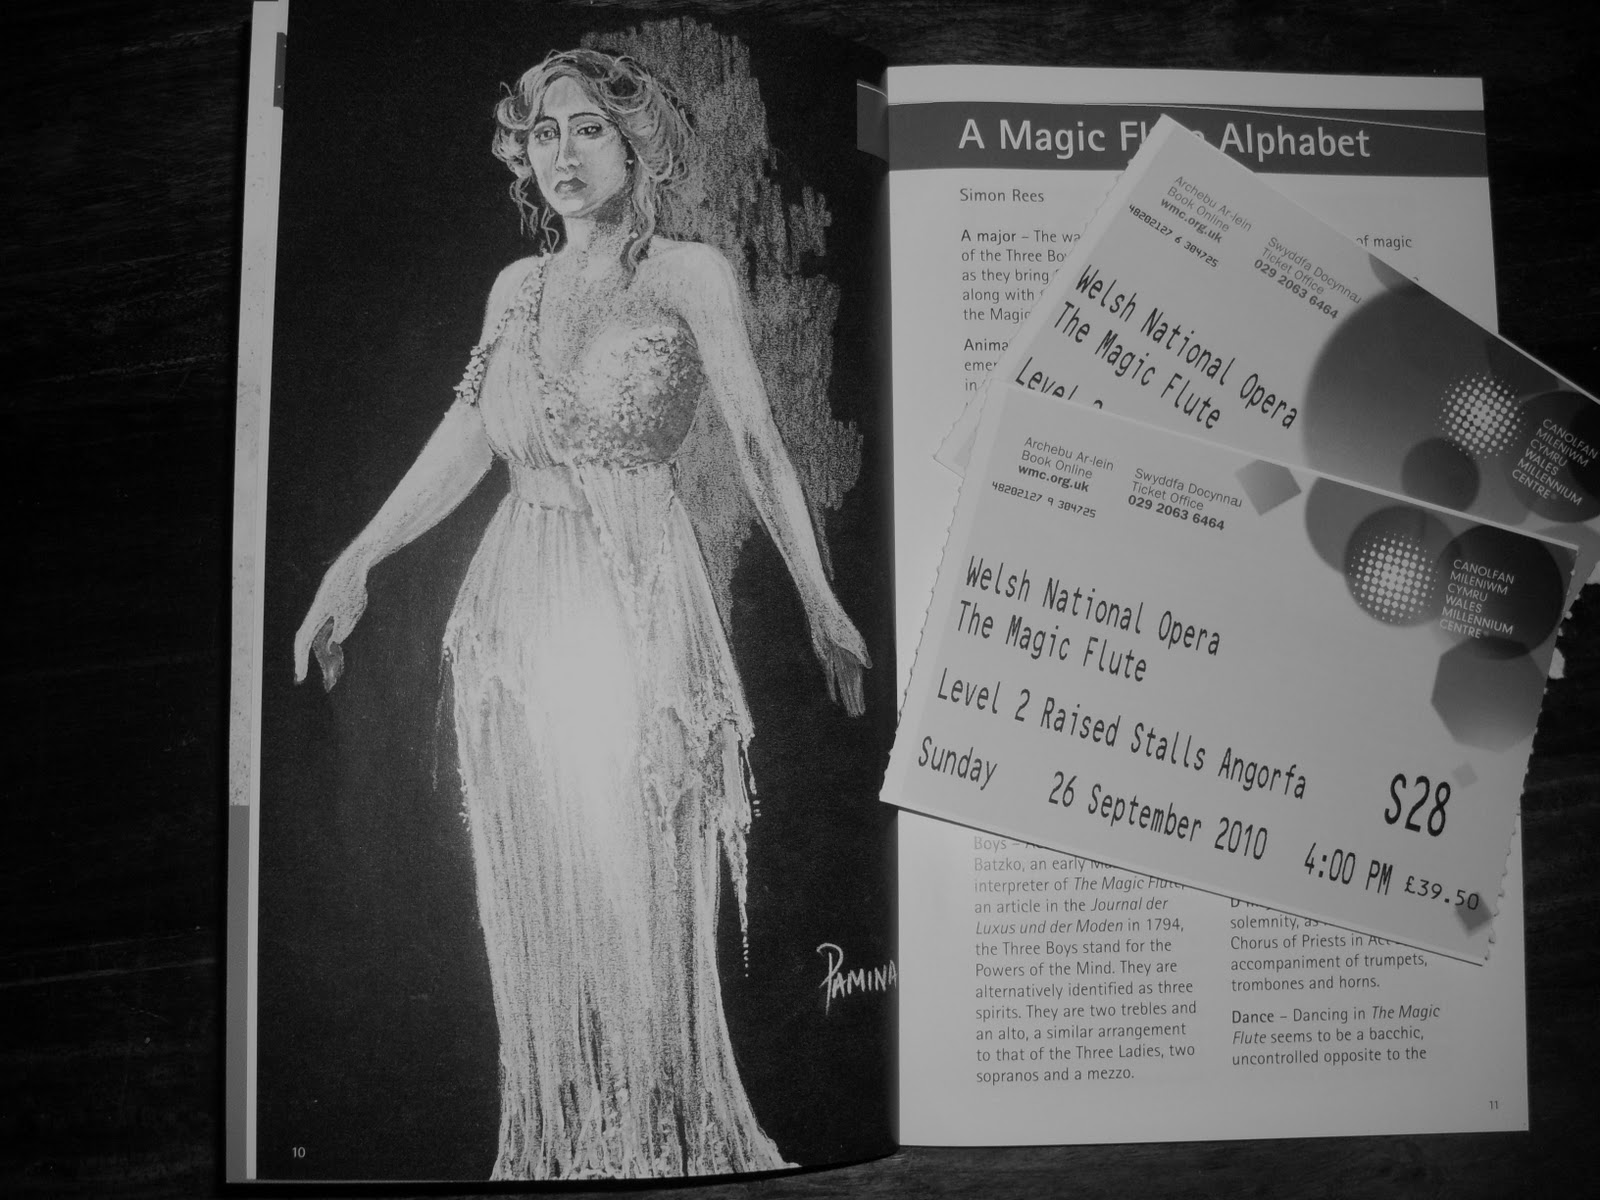 PAMINA
10
A Magic Alphabet
Simon Rees
A major – The
of the Three
as they bring
along with
the Magic
of magic
in
Archebu Ar-lein
Book Online
wmc.org.uk
48202127 6 304725
Swyddfa Docynnau
Ticket Office
029 2063 6464
Welsh National Opera
The Magic Flute
Level
CANOLFAN
MILENIWM
CYMRU
WALES
MILLENNIUM
CENTRE
Archebu Ar-lein
Book Online
wmc.org.uk
48202127 9 304725
Swyddfa Docynnau
Ticket Office
029 2063 6464
CANOLFAN
MILENIWM
CYMRU
WALES
MILLENNIUM
CENTRE
Welsh National Opera
The Magic Flute
Level 2 Raised Stalls Angorfa S28
Sunday 26 September 2010 4:00 PM £39.50
Boys –
Batzko, an early
interpreter of The Magic Flute,
an article in the Journal der
Luxus und der Moden in 1794,
the Three Boys stand for the
Powers of the Mind. They are
alternatively identified as three
spirits. They are two trebles and
an alto, a similar arrangement
to that of the Three Ladies, two
sopranos and a mezzo.
solemnity, as
Chorus of Priests in Act
accompaniment of trumpets,
trombones and horns.
Dance – Dancing in The Magic
Flute seems to be a bacchic,
uncontrolled opposite to the
11